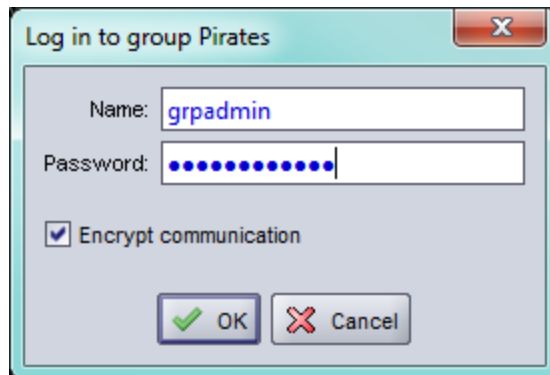 Log in to group Pirates
Name: grpadmin
Password: ••••••••••••
Encrypt communication
OK Cancel